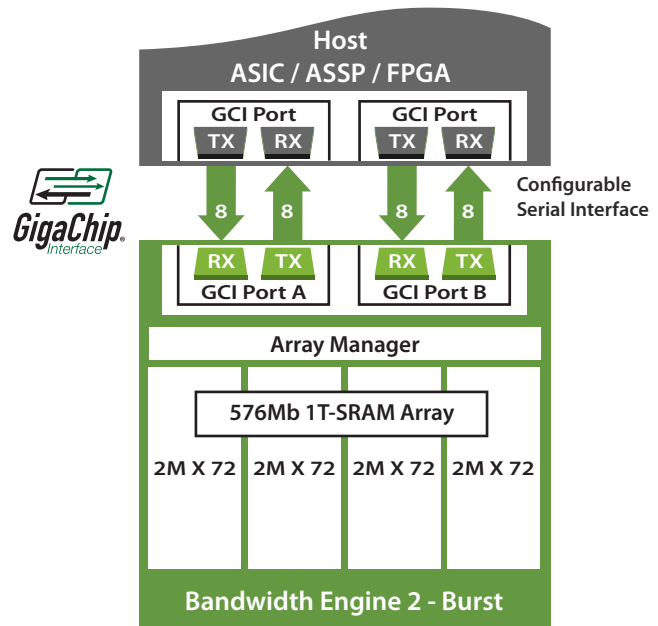 Host
ASIC / ASSP / FPGA
GCI Port GCI Port
TX RX TX RX
GigaChip®
Interface
8 8 8 8
Configurable
Serial Interface
RX TX RX TX
GCI Port A GCI Port B
Array Manager
576Mb 1T-SRAM Array
2M X 72 2M X 72 2M X 72 2M X 72
Bandwidth Engine 2 - Burst